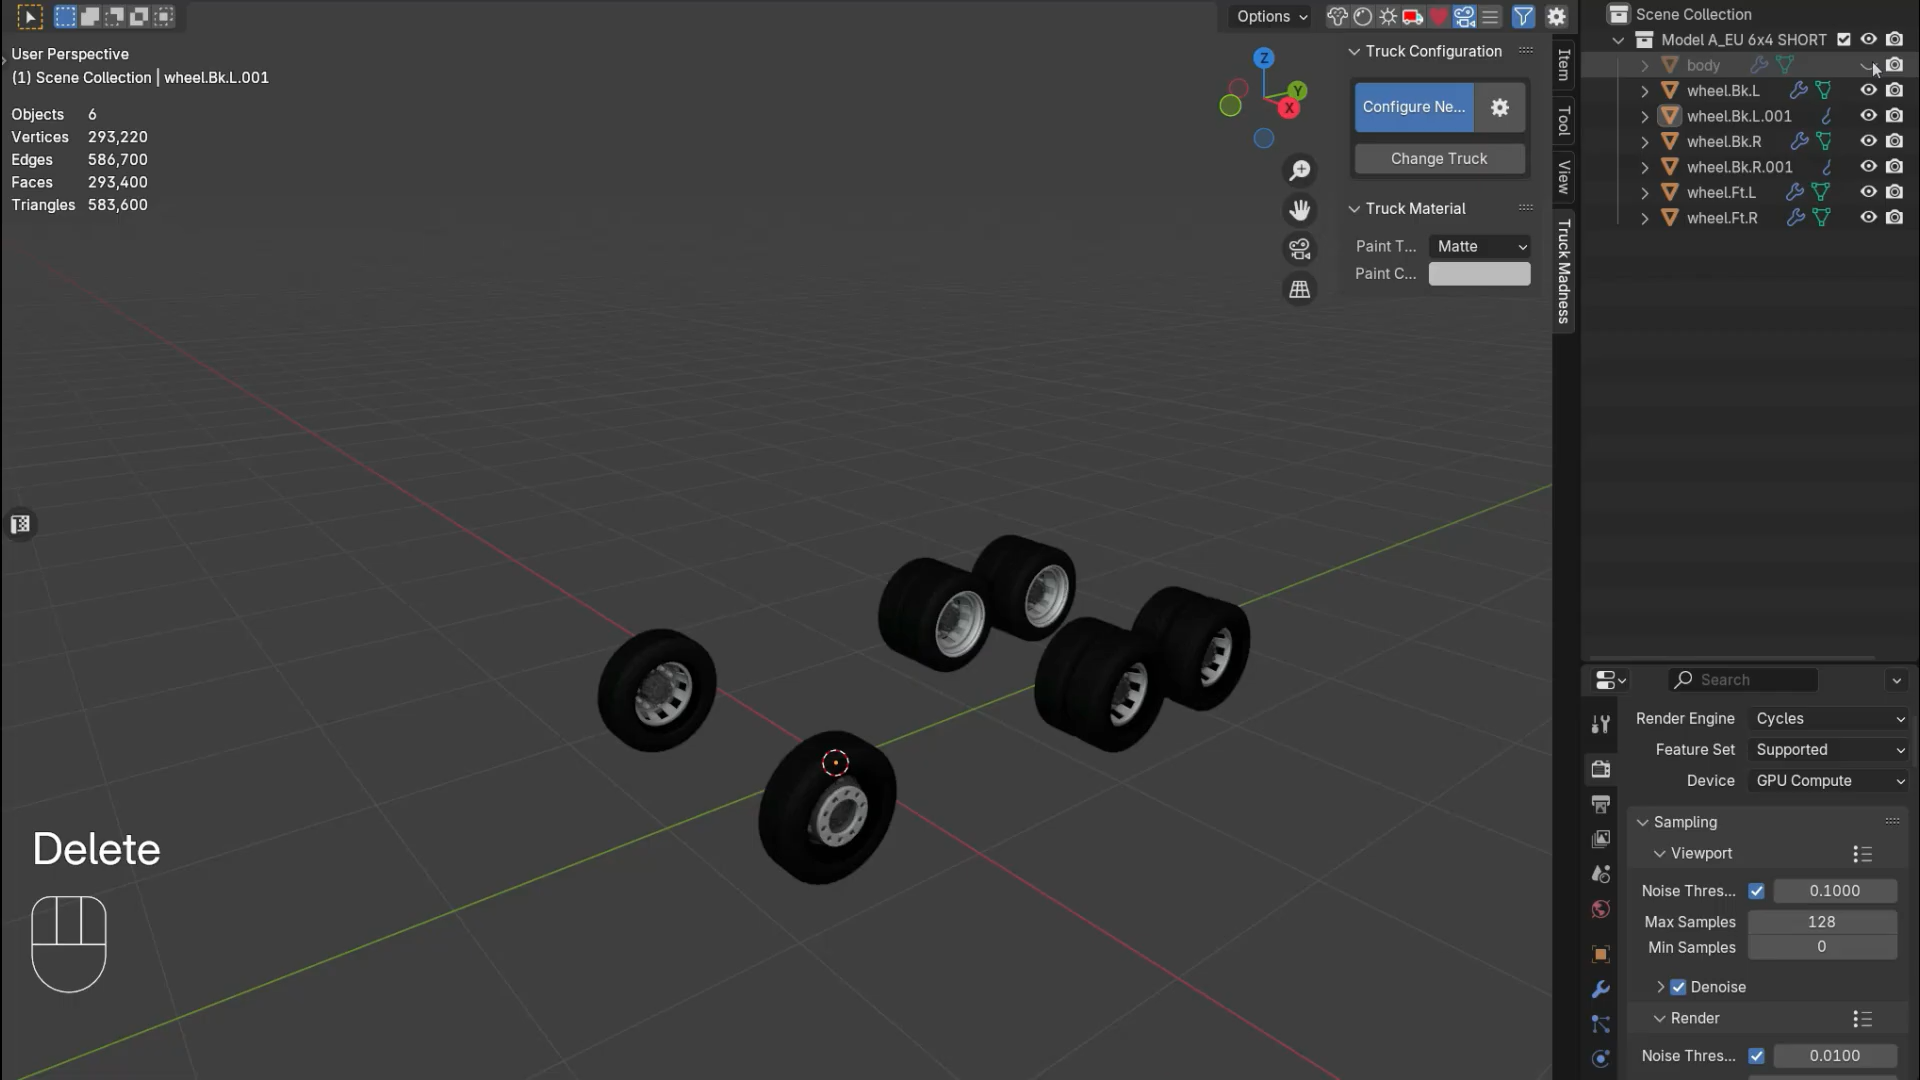 Options
User Perspective
(1) Scene Collection | wheel.Bk.L.001
Objects 6
Vertices 293,220
Edges 586,700
Faces 293,400
Triangles 583,600
Z
Y
X
Truck Configuration
Configure Ne...
Change Truck
Truck Material
Paint T... Matte
Paint C...
Item
Tool
View
Truck Madness
Scene Collection
Model A_EU 6x4 SHORT
body
wheel.Bk.L
wheel.Bk.L.001
wheel.Bk.R
wheel.Bk.R.001
wheel.Ft.L
wheel.Ft.R
Search
Render Engine Cycles
Feature Set Supported
Device GPU Compute
Sampling
Viewport
Noise Thres... 0.1000
Max Samples 128
Min Samples 0
Denoise
Render
Noise Thres... 0.0100
Delete